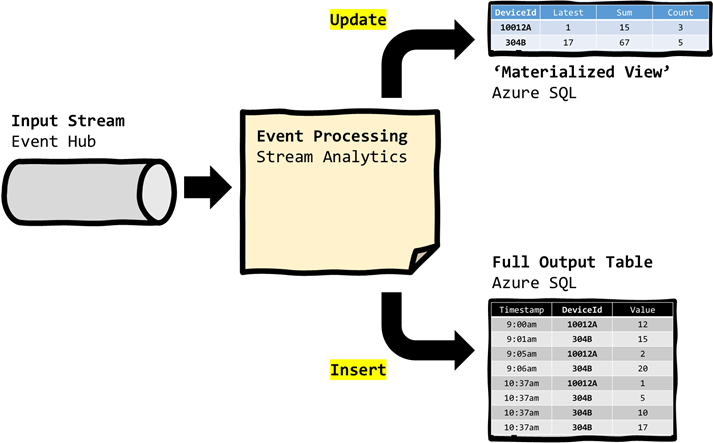 Update
DeviceId Latest Sum Count
10012A 1 15 3
304B 17 67 5
‘Materialized View’
Azure SQL
Input Stream
Event Hub
Event Processing
Stream Analytics
Full Output Table
Azure SQL
Timestamp DeviceId Value
9:00am 10012A 12
9:01am 304B 15
9:05am 10012A 2
9:06am 304B 20
10:37am 10012A 1
10:37am 304B 5
10:37am 304B 10
10:37am 304B 17
Insert